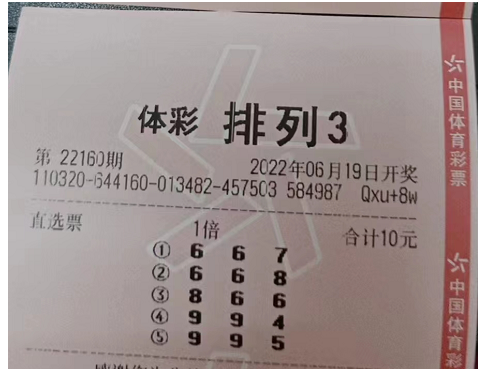 体彩 排列3
第 22160期 2022年06月19日开奖
110320-644160-013482-457503 584987 Qxu+8w
直选票 1倍 合计10元
① 6 6 7
② 6 6 8
③ 8 6 6
④ 9 9 4
⑤ 9 9 5
中国体育彩票
中国体育彩